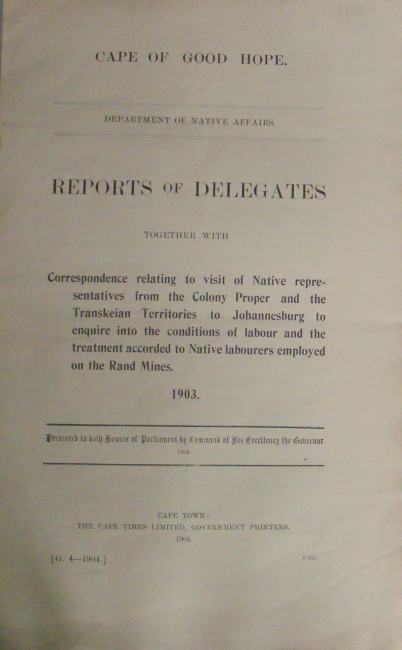 CAPE OF GOOD HOPE.
DEPARTMENT OF NATIVE AFFAIRS.
REPORTS OF DELEGATES
TOGETHER WITH
Correspondence relating to visit of Native repre-
sentatives from the Colony Proper and the
Transkeian Territories to Johannesburg to
enquire into the conditions of labour and the
treatment accorded to Native labourers employed
on the Rand Mines.
1903.
Presented to both Houses of Parliament by Command of His Excellency the Governor
1904.
CAPE TOWN:
THE CAPE TIMES LIMITED, GOVERNMENT PRINTERS.
1904.
[G. 4—1904.]